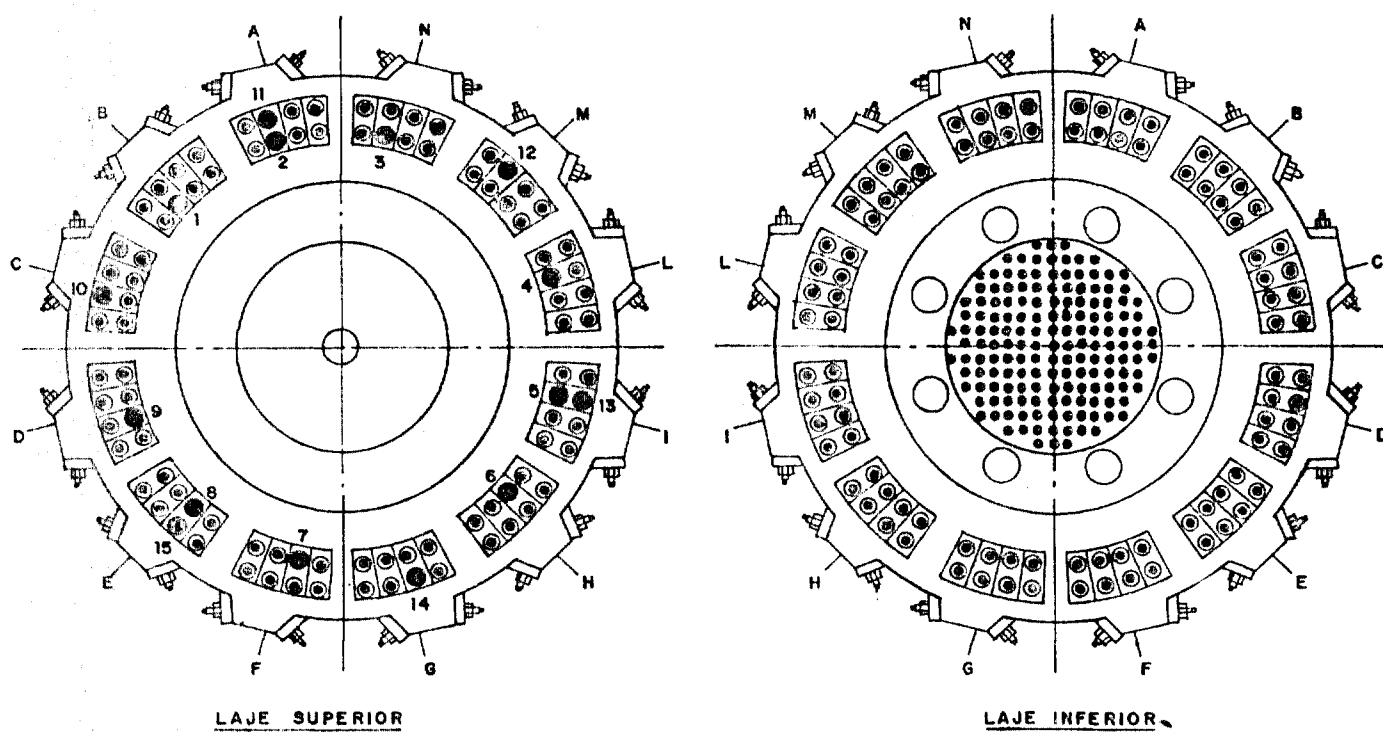 A N N A
11
B M M B
12
2 3
1
C L L C
4
10
5 13
9
D I I D
6
8
7
15
E H H E
14
F G G F
LAJE SUPERIOR LAJE INFERIOR